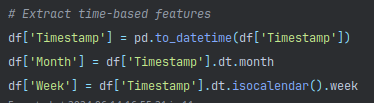 # Extract time-based features
df['Timestamp'] = pd.to_datetime(df['Timestamp'])
df['Month'] = df['Timestamp'].dt.month
df['Week'] = df['Timestamp'].dt.isocalendar().week